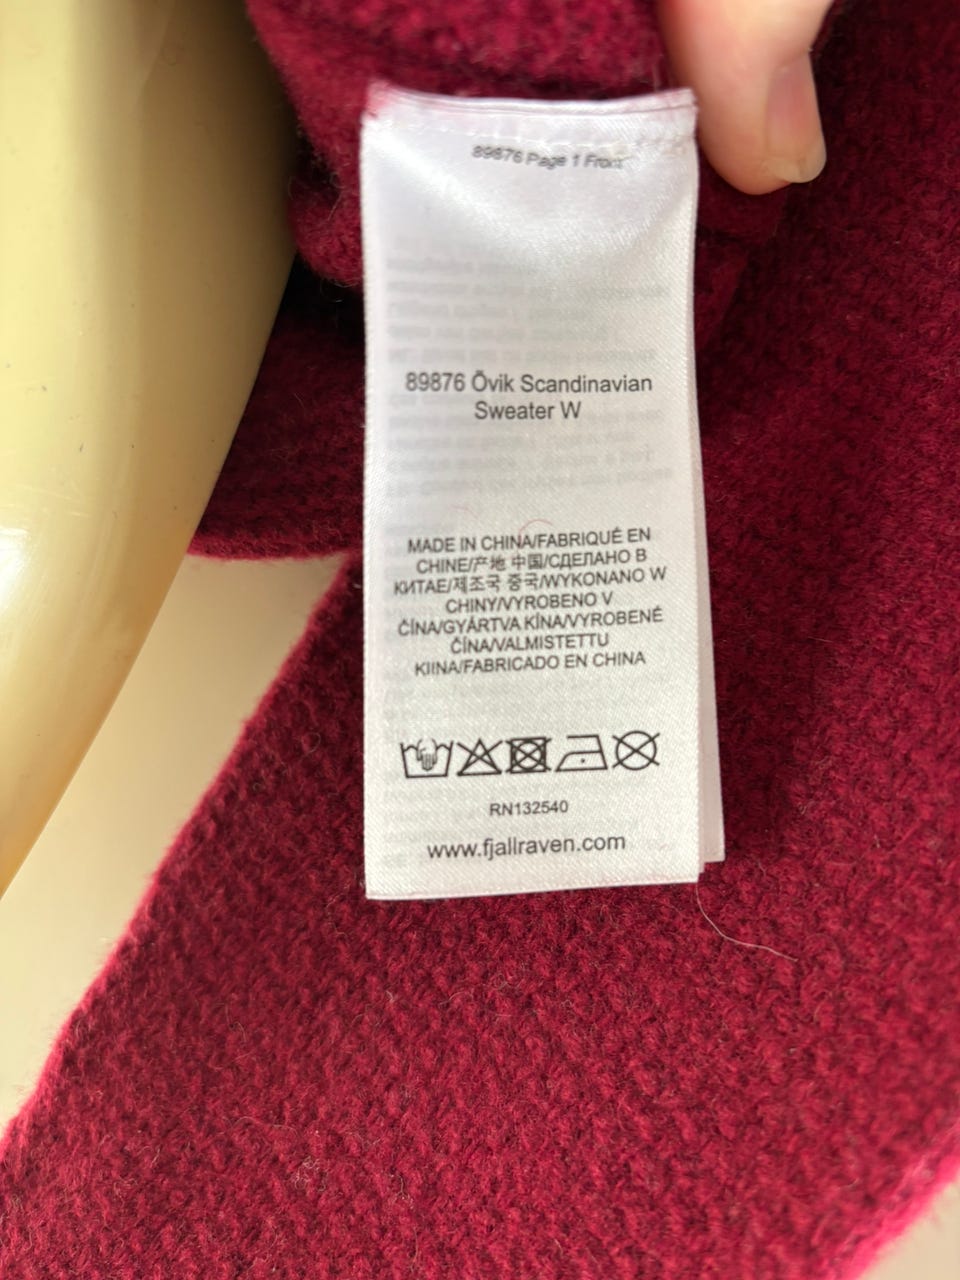 89876 Page 1 Front
89876 Övik Scandinavian
Sweater W
MADE IN CHINA/FABRIQUÉ EN
CHINE/产地 中国/СДЕЛАНО В
КИТАЕ/제조국 중국/WYKONANO W
CHINY/VYROBENO V
ČÍNA/GYÁRTVA KÍNA/VYROBENÉ
ČÍNA/VALMISTETTU
KIINA/FABRICADO EN CHINA
RN132540
www.fjallraven.com